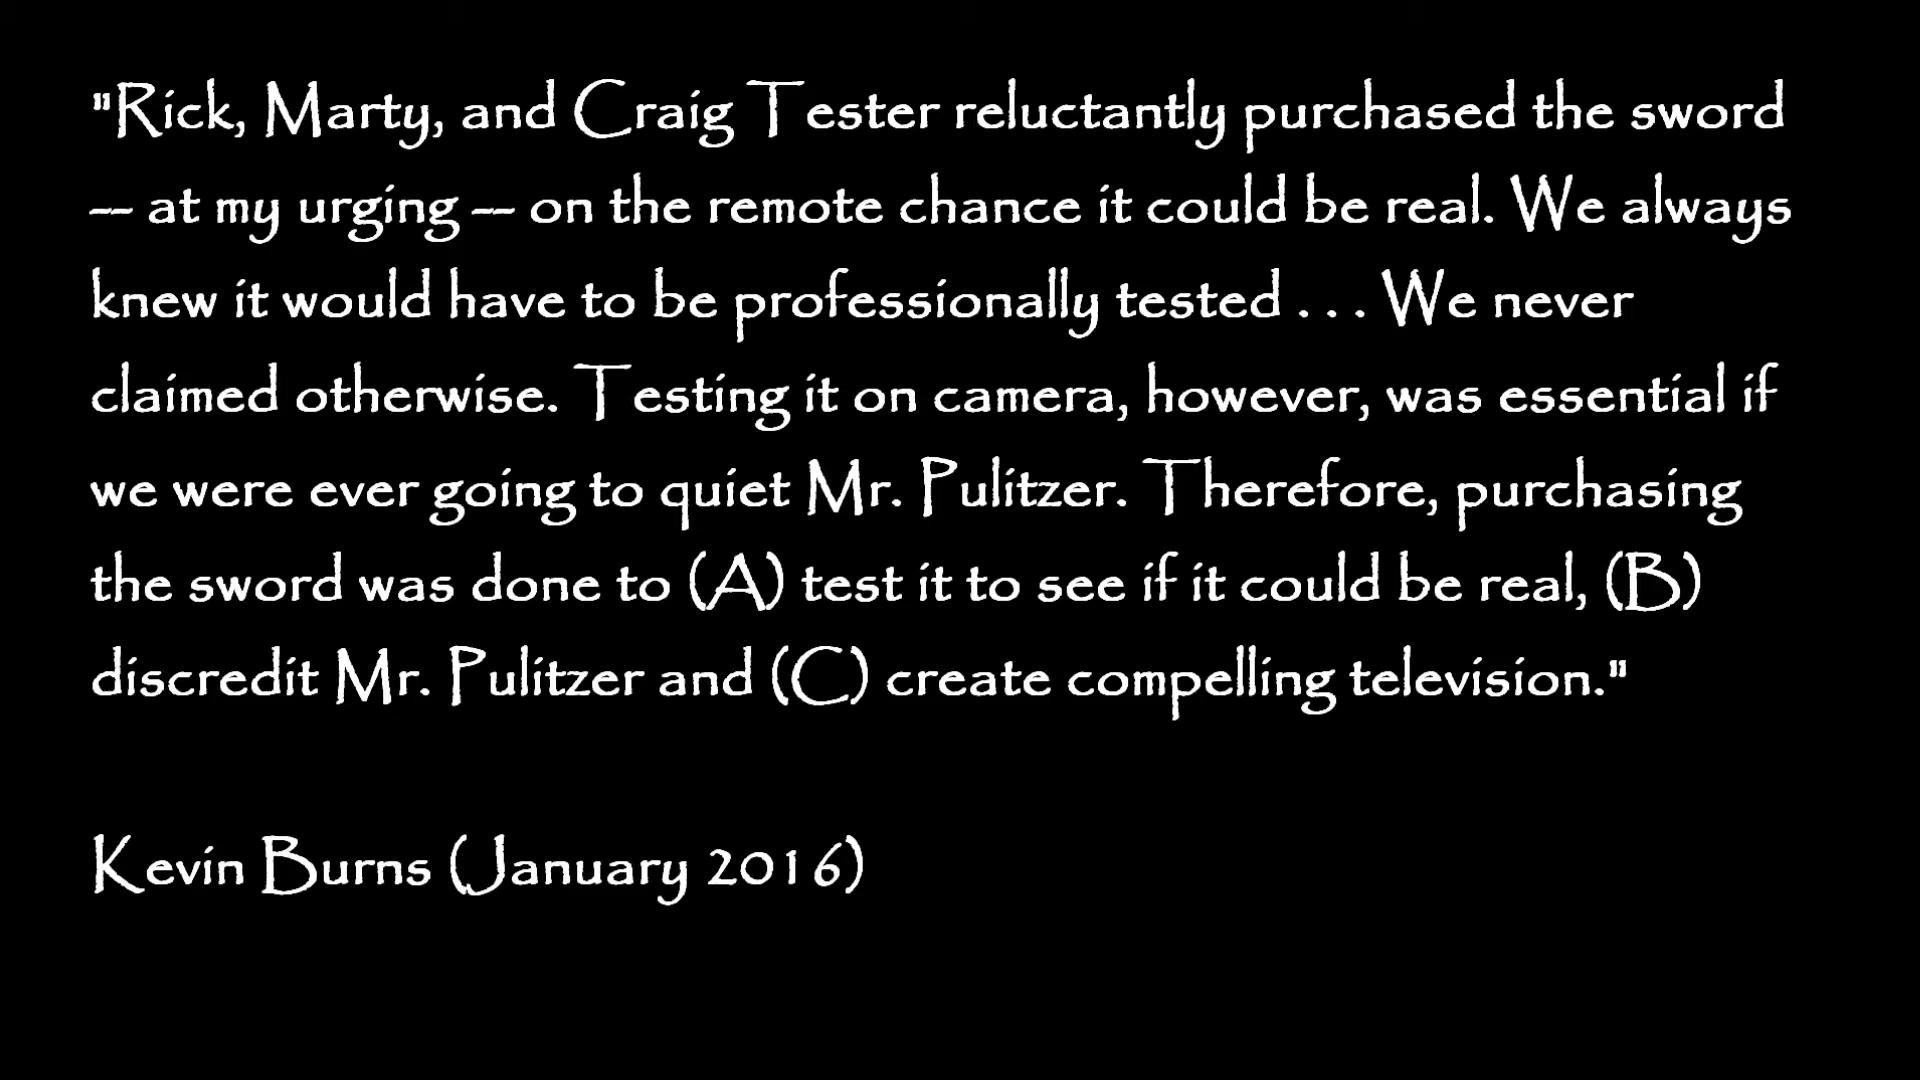 "Rick, Marty, and Craig Tester reluctantly purchased the sword
-- at my urging -- on the remote chance it could be real. We always
knew it would have to be professionally tested . . . We never
claimed otherwise. Testing it on camera, however, was essential if
we were ever going to quiet Mr. Pulitzer. Therefore, purchasing
the sword was done to (A) test it to see if it could be real, (B)
discredit Mr. Pulitzer and (C) create compelling television."
Kevin Burns (January 2016)